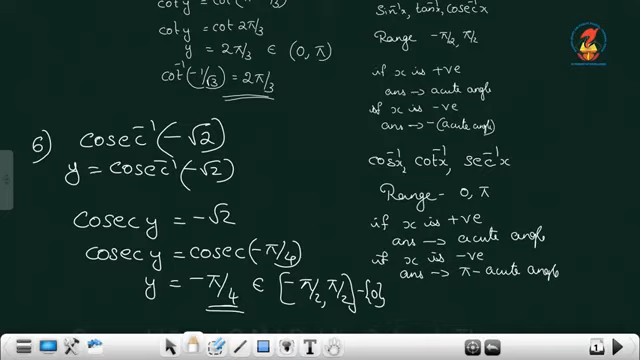 cot y = cot 2π/3
y = 2π/3 ∈ (0, π)
cot⁻¹(-1/√3) = 2π/3
6) cosec⁻¹(-√2)
y = cosec⁻¹(-√2)
cosec y = -√2
cosec y = cosec(-π/4)
y = -π/4 ∈ [-π/2, π/2] - {0}
sin⁻¹x, tan⁻¹x, cosec⁻¹x
Range -π/2, π/2
if x is +ve
ans → acute angle
if x is -ve
ans → -(acute angle)
cos⁻¹x, cot⁻¹x, sec⁻¹x
Range - 0, π
if x is +ve
ans → acute angle
if x is -ve
ans → π - acute angle
T
1